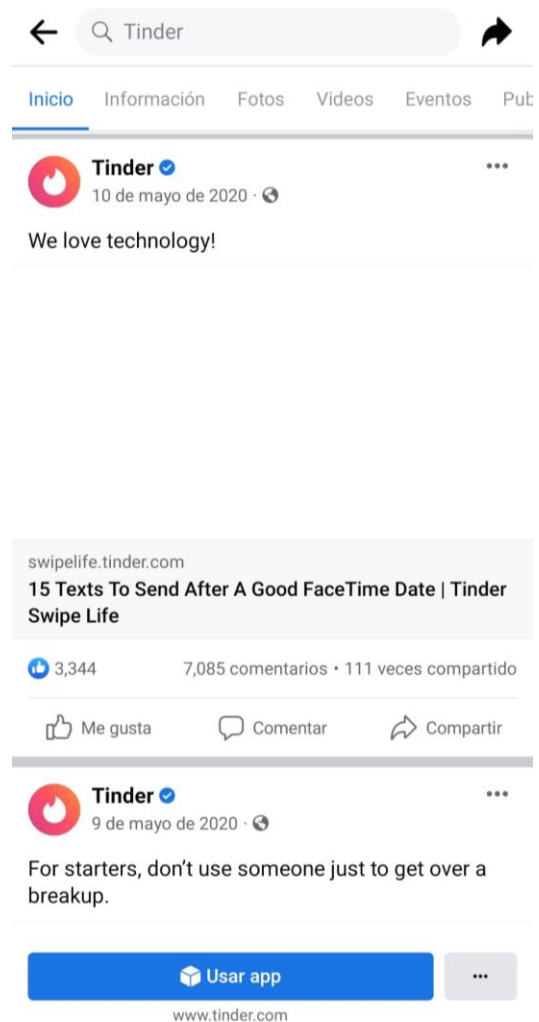 Tinder
Inicio Información Fotos Videos Eventos Pub
Tinder
10 de mayo de 2020 ·
We love technology!
swipelife.tinder.com
15 Texts To Send After A Good FaceTime Date | Tinder
Swipe Life
3,344 7,085 comentarios • 111 veces compartido
Me gusta Comentar Compartir
Tinder
9 de mayo de 2020 ·
For starters, don’t use someone just to get over a
breakup.
Usar app
www.tinder.com